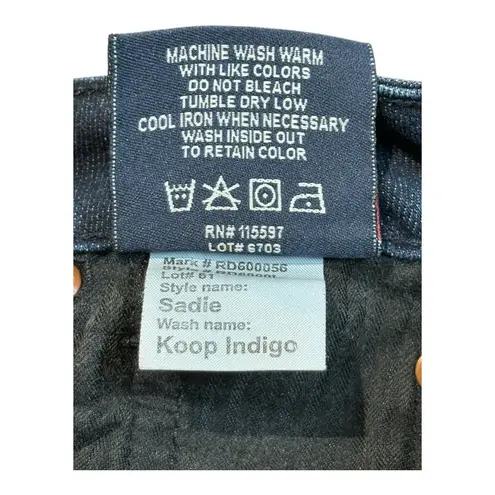 MACHINE WASH WARM
WITH LIKE COLORS
DO NOT BLEACH
TUMBLE DRY LOW
COOL IRON WHEN NECESSARY
WASH INSIDE OUT
TO RETAIN COLOR
RN# 115597
LOT# 6703
Mark # RD600056
Style #
Lot# 61
Style name:
Sadie
Wash name:
Koop Indigo